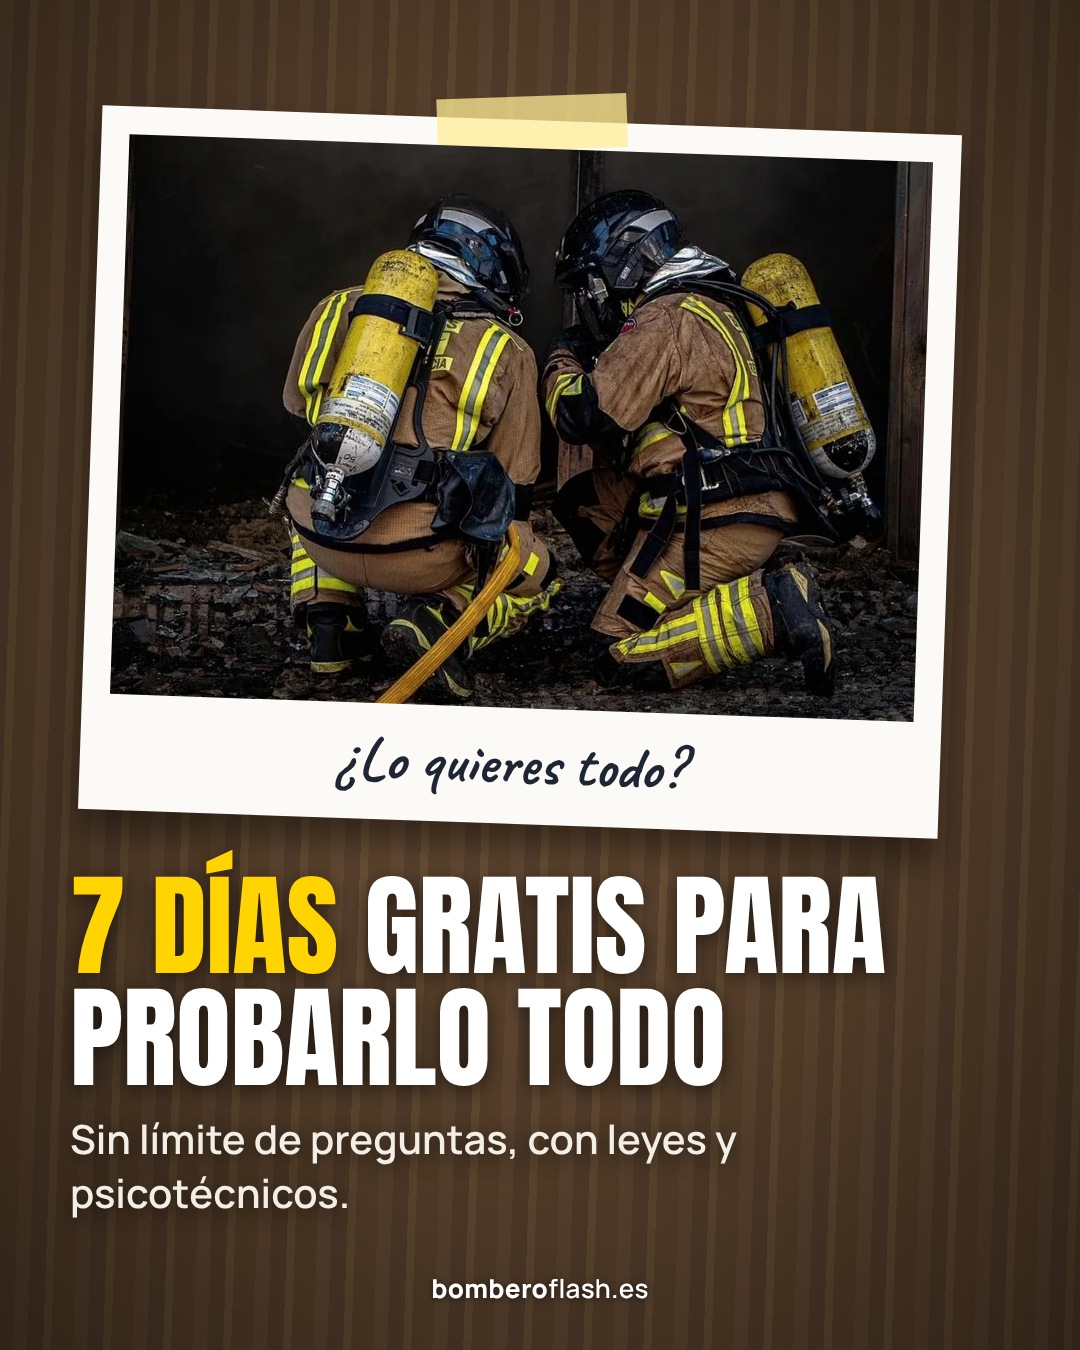 ¿Lo quieres todo?
7 DÍAS GRATIS PARA
PROBARLO TODO
Sin límite de preguntas, con leyes y
psicotécnicos.
bomberoflash.es